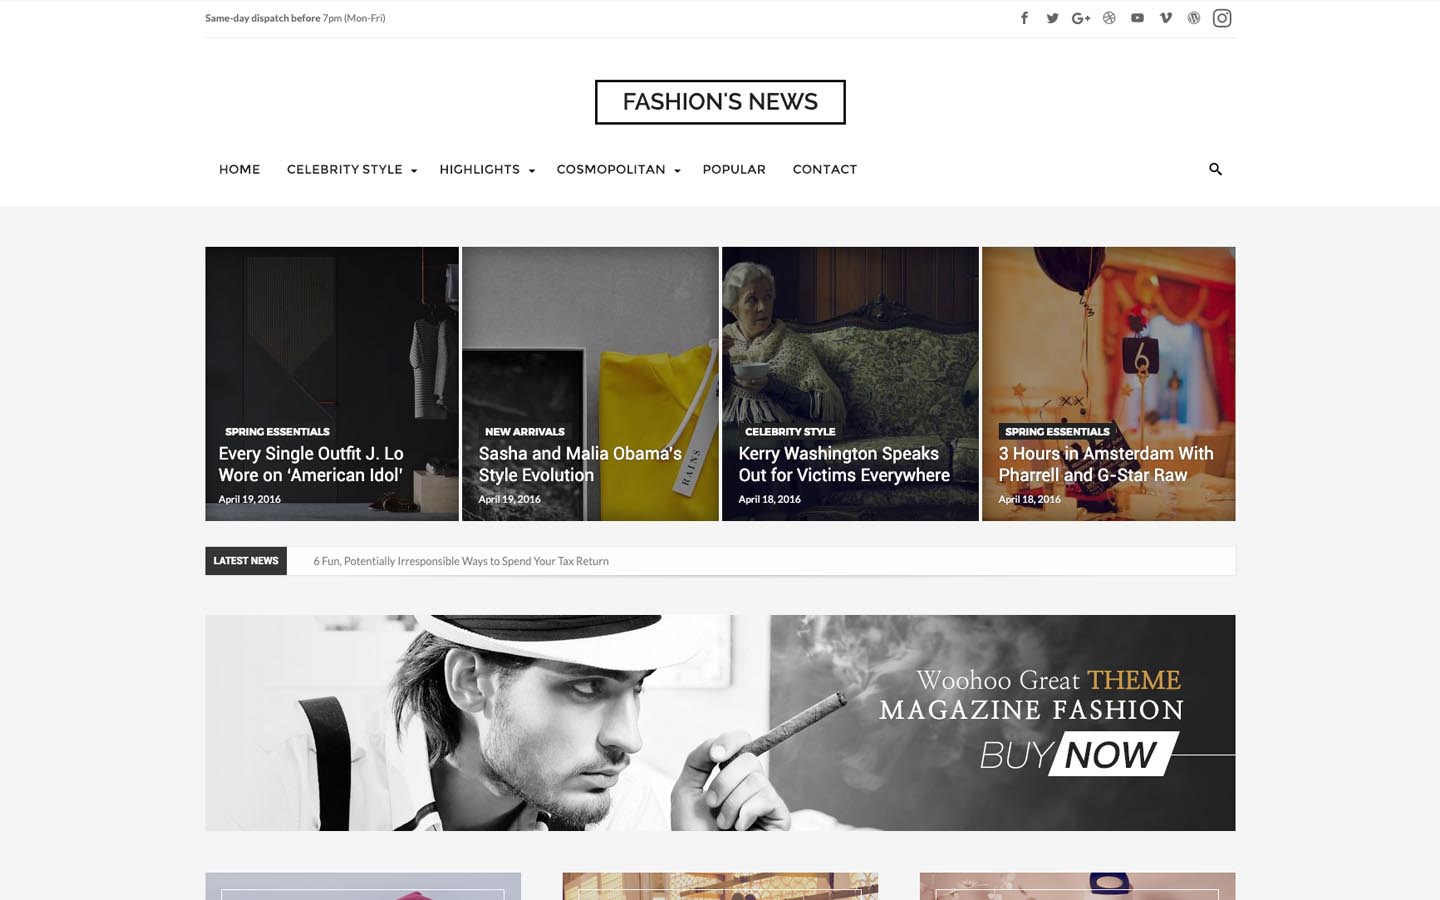 Same-day dispatch before 7pm (Mon-Fri)
FASHION'S NEWS
HOME CELEBRITY STYLE HIGHLIGHTS COSMOPOLITAN POPULAR CONTACT
SPRING ESSENTIALS
Every Single Outfit J. Lo
Wore on ‘American Idol’
April 19, 2016
RAINS
NEW ARRIVALS
Sasha and Malia Obama’s
Style Evolution
April 19, 2016
CELEBRITY STYLE
Kerry Washington Speaks
Out for Victims Everywhere
April 18, 2016
6
SPRING ESSENTIALS
3 Hours in Amsterdam With
Pharrell and G-Star Raw
April 18, 2016
LATEST NEWS 6 Fun, Potentially Irresponsible Ways to Spend Your Tax Return
Woohoo Great THEME
MAGAZINE FASHION
BUY NOW